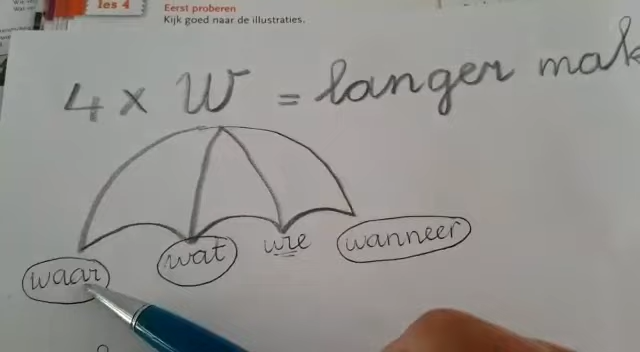 les 4
Eerst proberen
Kijk goed naar de illustraties.
4 x W = langer mak
waar wat wie wanneer